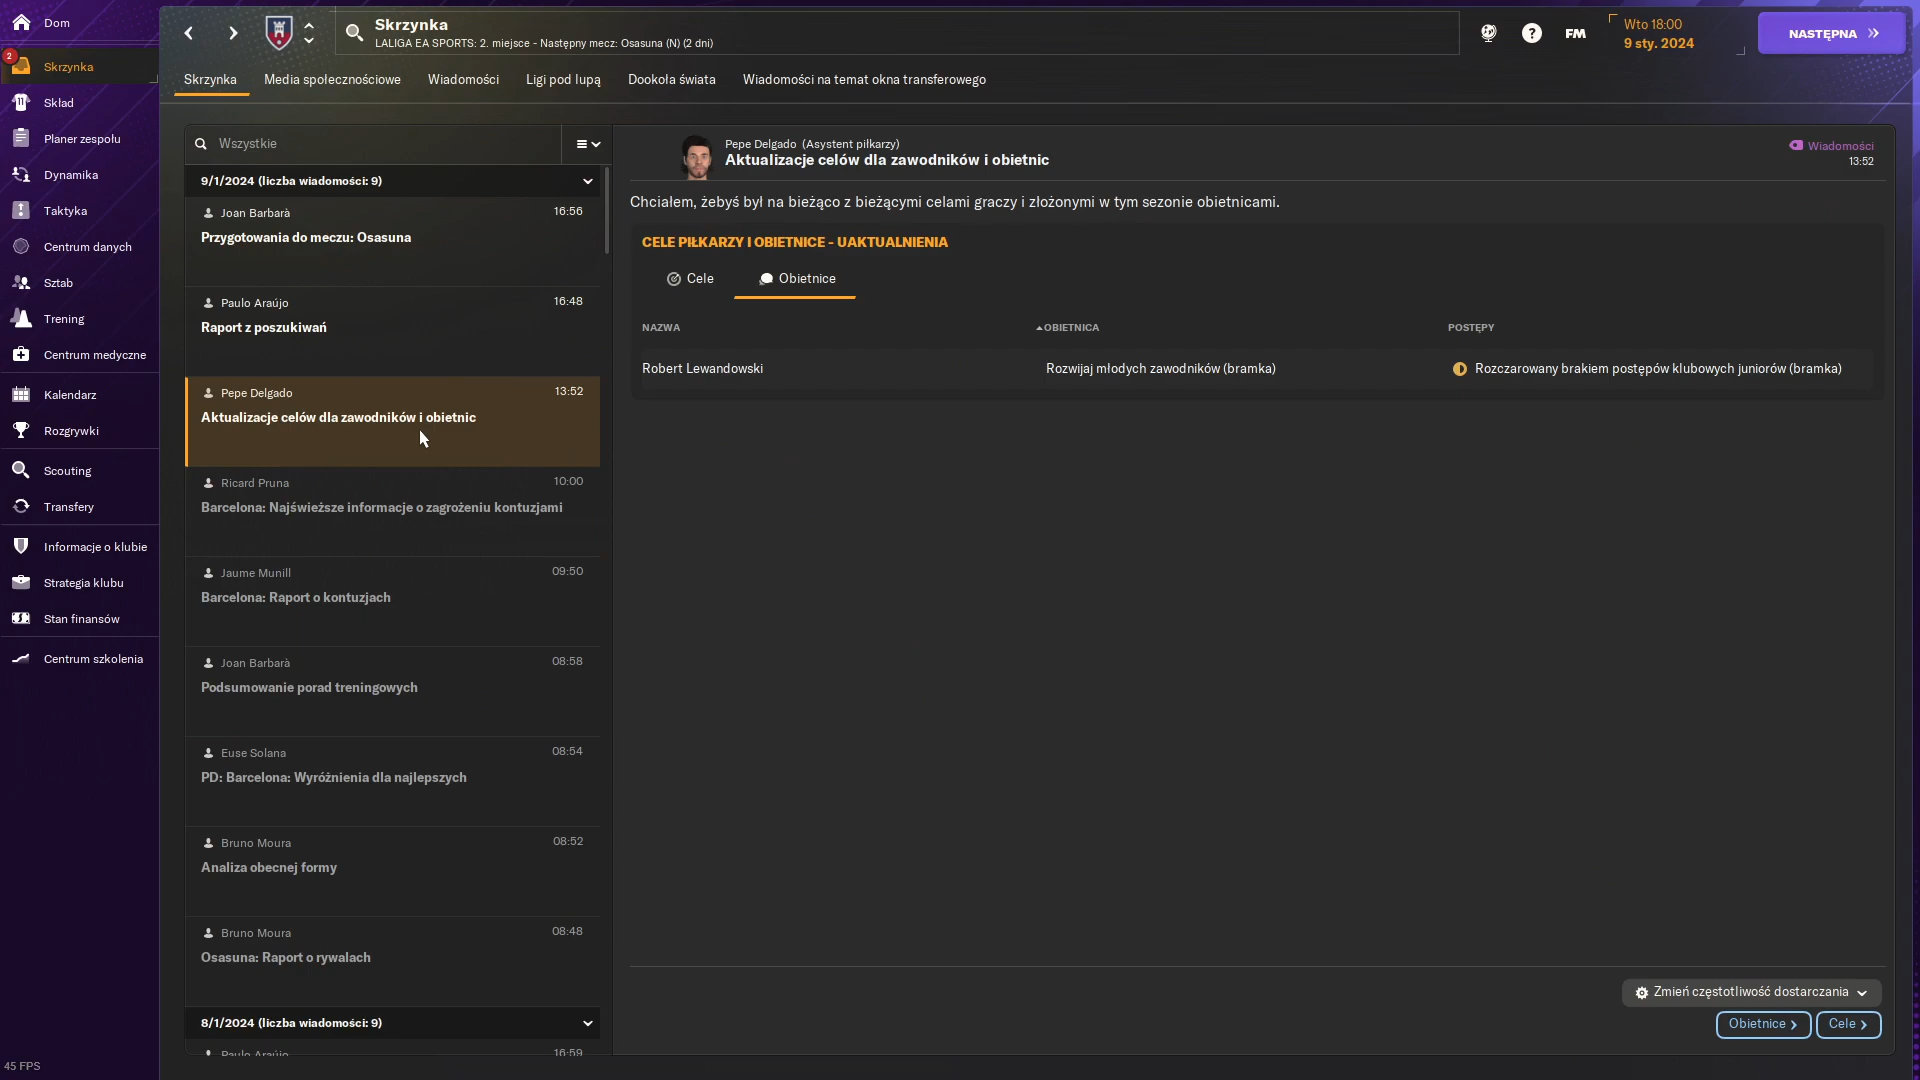 Dom
2
Skrzynka
Skład
Planer zespołu
Dynamika
Taktyka
Centrum danych
Sztab
Trening
Centrum medyczne
Kalendarz
Rozgrywki
Scouting
Transfery
Informacje o klubie
Strategia klubu
Stan finansów
Centrum szkolenia
45 FPS
Skrzynka
LALIGA EA SPORTS: 2. miejsce - Następny mecz: Osasuna (N) (2 dni)
FM
Wto 18:00
9 sty. 2024
NASTĘPNA
Skrzynka
Media społecznościowe
Wiadomości
Ligi pod lupą
Dookoła świata
Wiadomości na temat okna transferowego
Wszystkie
9/1/2024 (liczba wiadomości: 9)
Joan Barbarà 16:56
Przygotowania do meczu: Osasuna
Paulo Araújo 16:48
Raport z poszukiwań
Pepe Delgado 13:52
Aktualizacje celów dla zawodników i obietnic
Ricard Pruna 10:00
Barcelona: Najświeższe informacje o zagrożeniu kontuzjami
Jaume Munill 09:50
Barcelona: Raport o kontuzjach
Joan Barbarà 08:58
Podsumowanie porad treningowych
Euse Solana 08:54
PD: Barcelona: Wyróżnienia dla najlepszych
Bruno Moura 08:52
Analiza obecnej formy
Bruno Moura 08:48
Osasuna: Raport o rywalach
8/1/2024 (liczba wiadomości: 9)
Paulo Araújo 16:59
Pepe Delgado (Asystent piłkarzy)
Aktualizacje celów dla zawodników i obietnic
Wiadomości
13:52
Chciałem, żebyś był na bieżąco z bieżącymi celami graczy i złożonymi w tym sezonie obietnicami.
CELE PIŁKARZY I OBIETNICE - UAKTUALNIENIA
Cele
Obietnice
NAZWA OBIETNICA POSTĘPY
Robert Lewandowski Rozwijaj młodych zawodników (bramka) Rozczarowany brakiem postępów klubowych juniorów (bramka)
Zmień częstotliwość dostarczania
Obietnice
Cele